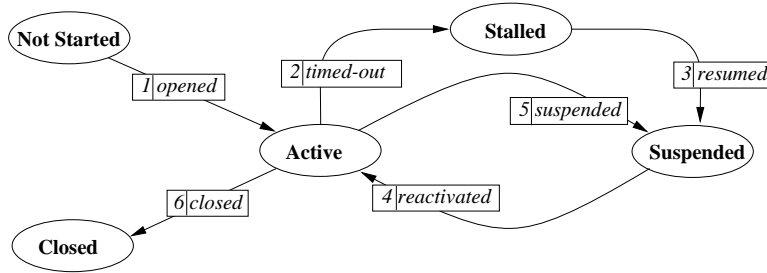 Not Started
Stalled
1 opened
2 timed-out
3 resumed
5 suspended
Active
Suspended
4 reactivated
6 closed
Closed